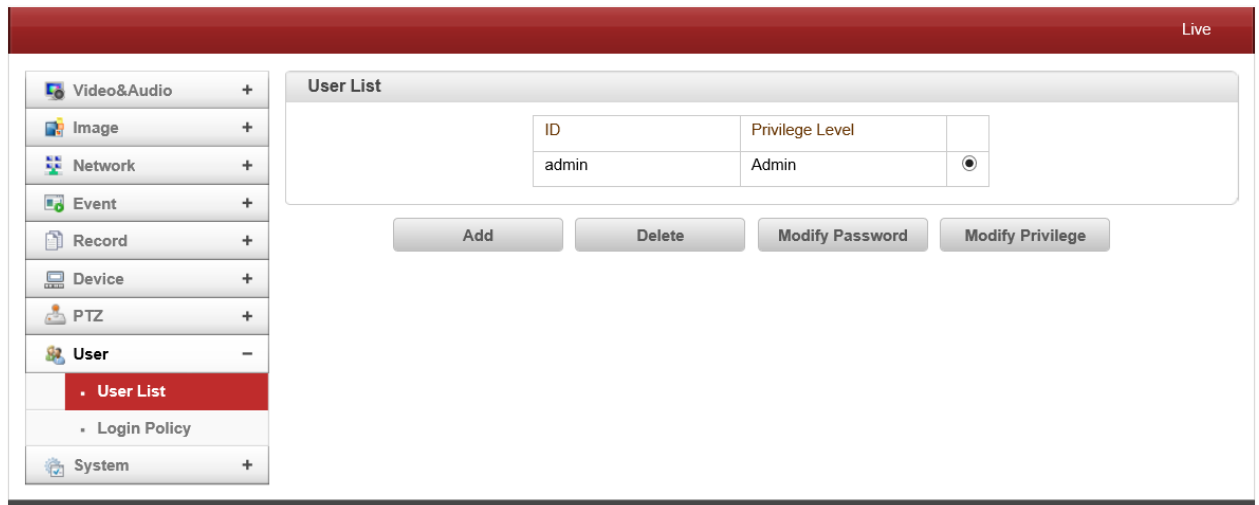 Live
Video&Audio +
Image +
Network +
Event +
Record +
Device +
PTZ +
User −
User List
Login Policy
System +
User List
ID Privilege Level
admin Admin
Add Delete Modify Password Modify Privilege